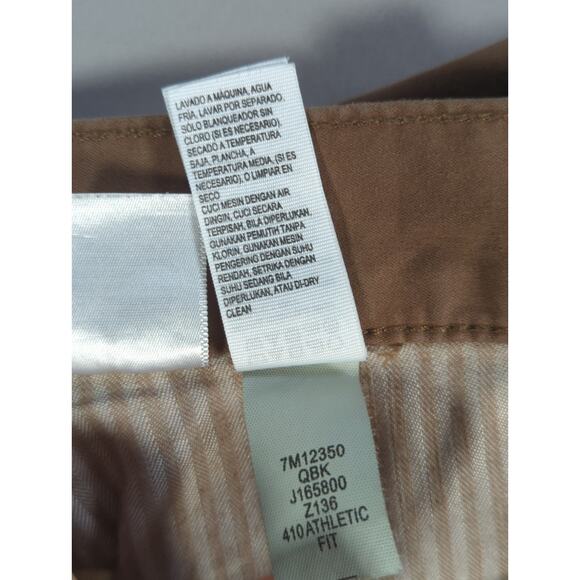 LAVADO A MÁQUINA, AGUA
FRÍA, LAVAR POR SEPARADO.
SÓLO BLANQUEADOR SIN
CLORO (SI ES NECESARIO).
SECADO A TEMPERATURA
BAJA, PLANCHA, A
TEMPERATURA MEDIA, (SI ES
NECESARIO). O LIMPIAR EN
SECO
CUCI MESIN DENGAN AIR
DINGIN, CUCI SECARA
TERPISAH, BILA DIPERLUKAN.
GUNAKAN PEMUTIH TANPA
KLORIN, GUNAKAN MESIN
PENGERING DENGAN SUHU
RENDAH, SETRIKA DENGAN
SUHU SEDANG BILA
DIPERLUKAN, ATAU DI-DRY
CLEAN
7M12350
QBK
J165800
Z136
410 ATHLETIC
FIT